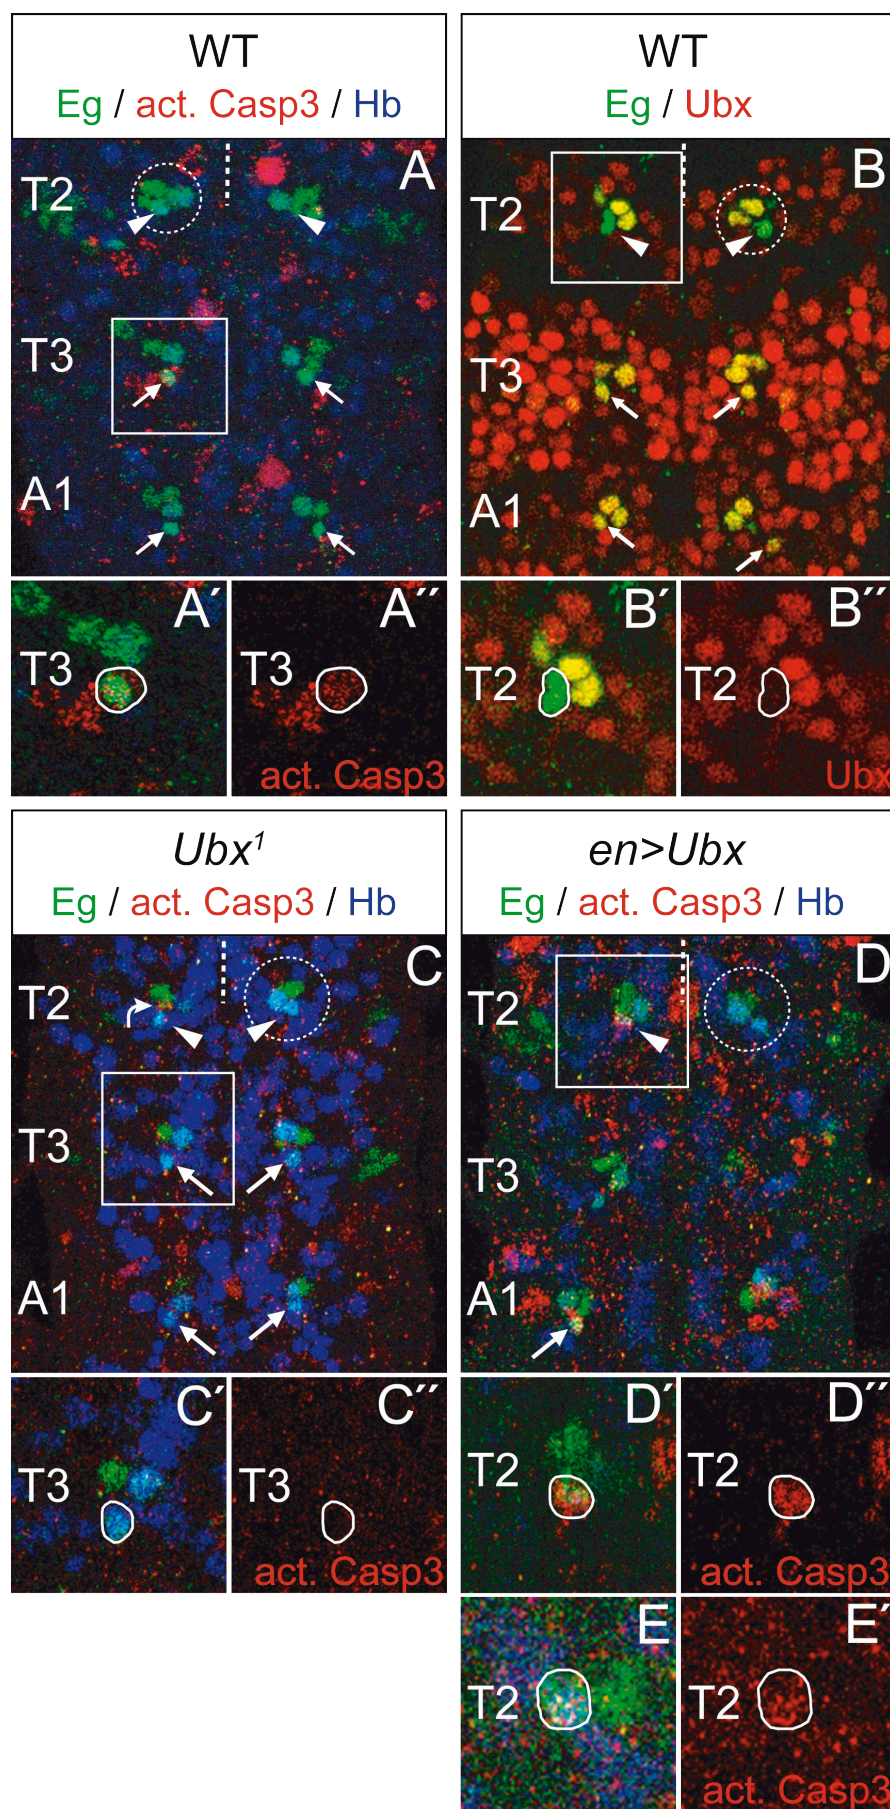 WT
Eg / act. Casp3 / Hb
A
T2
T3
A1
A´
T3
A´´
T3
act. Casp3
WT
Eg / Ubx
B
T2
T3
A1
B´
T2
B´´
T2
Ubx
Ubx1
Eg / act. Casp3 / Hb
C
T2
T3
A1
C´
T3
C´´
T3
act. Casp3
en>Ubx
Eg / act. Casp3 / Hb
D
T2
T3
A1
D´
T2
D´´
T2
act. Casp3
E
T2
E´
T2
act. Casp3